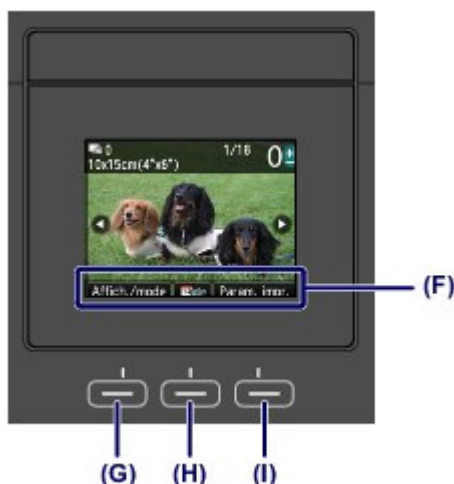 0 1/18 0
10x15cm(4"x6")
Affich./mode Param. impr.
(F)
(G) (H) (I)